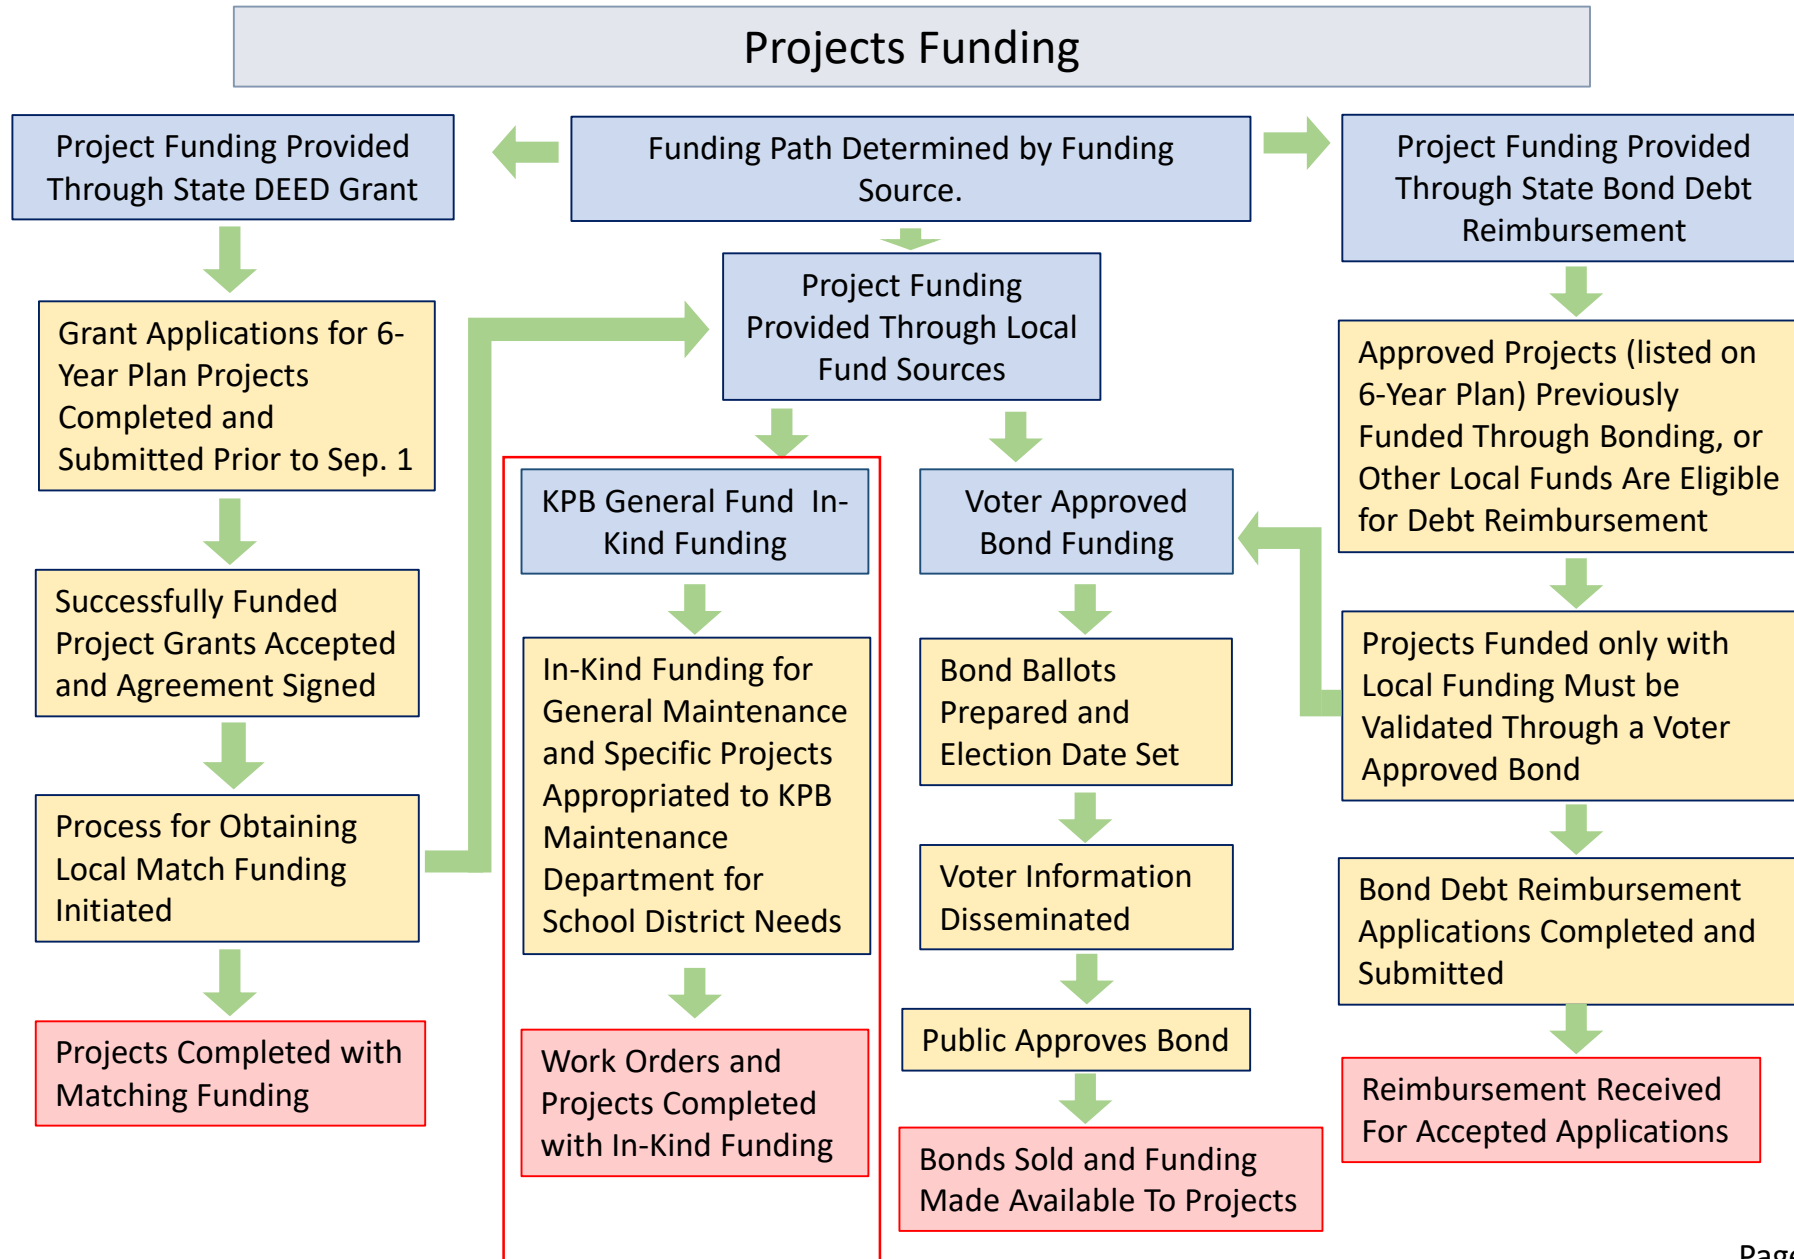 Projects Funding
Project Funding Provided
Through State DEED Grant
Funding Path Determined by Funding
Source.
Project Funding Provided
Through State Bond Debt
Reimbursement
Project Funding
Provided Through Local
Fund Sources
Grant Applications for 6-
Year Plan Projects
Completed and
Submitted Prior to Sep. 1
Successfully Funded
Project Grants Accepted
and Agreement Signed
Process for Obtaining
Local Match Funding
Initiated
Projects Completed with
Matching Funding
KPB General Fund  In-
Kind Funding
In-Kind Funding for
General Maintenance
and Specific Projects
Appropriated to KPB
Maintenance
Department for
School District Needs
Work Orders and
Projects Completed
with In-Kind Funding
Voter Approved
Bond Funding
Bond Ballots
Prepared and
Election Date Set
Voter Information
Disseminated
Public Approves Bond
Bonds Sold and Funding
Made Available To Projects
Approved Projects (listed on
6-Year Plan) Previously
Funded Through Bonding, or
Other Local Funds Are Eligible
for Debt Reimbursement
Projects Funded only with
Local Funding Must be
Validated Through a Voter
Approved Bond
Bond Debt Reimbursement
Applications Completed and
Submitted
Reimbursement Received
For Accepted Applications
Page